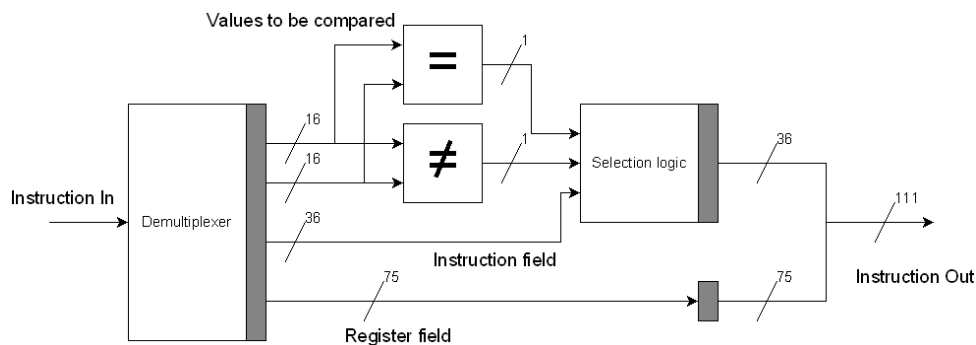 Values to be compared
=
1
16
≠
1
16
Selection logic
36
Instruction In
Demultiplexer
36
111
Instruction field
75
75
Instruction Out
Register field